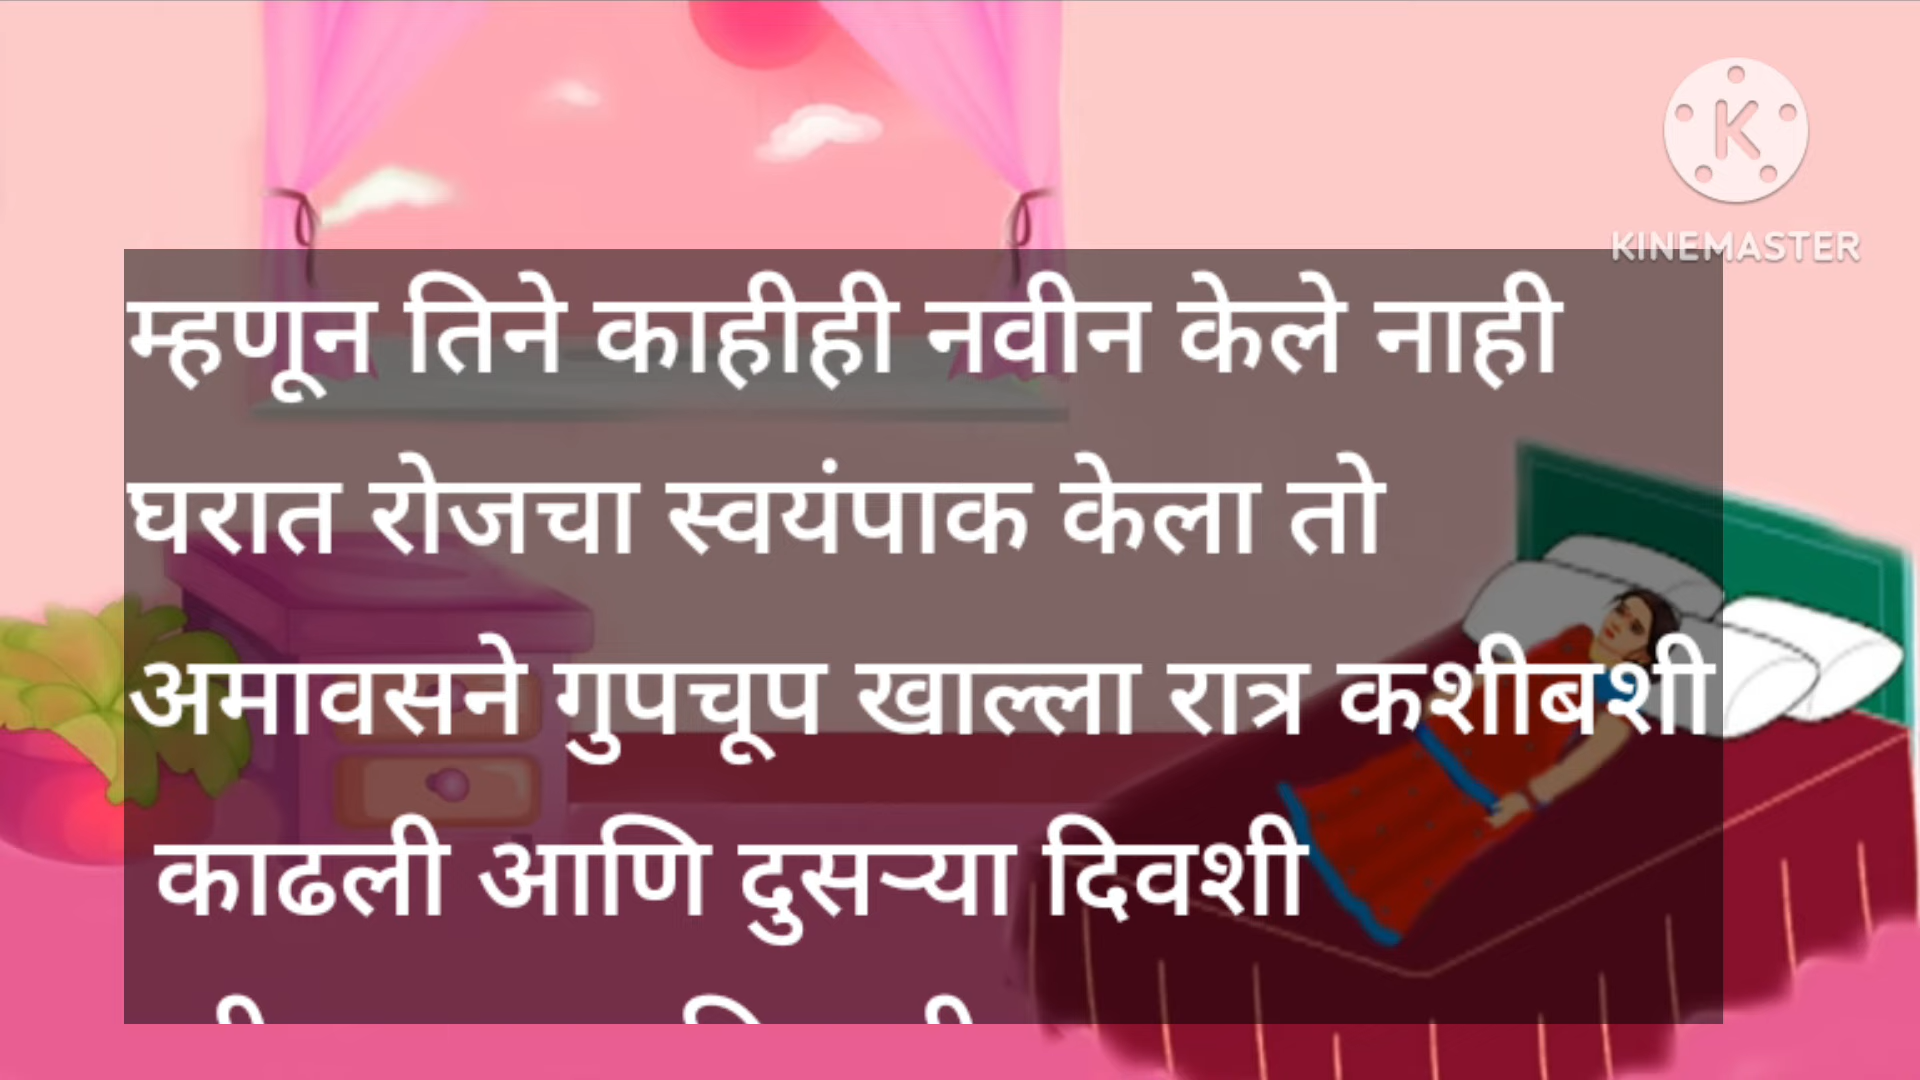 KINEMASTER
म्हणून तिने काहीही नवीन केले नाही
घरात रोजचा स्वयंपाक केला तो
अमावसने गुपचूप खाल्ला रात्र कशीबशी
काढली आणि दुसऱ्या दिवशी